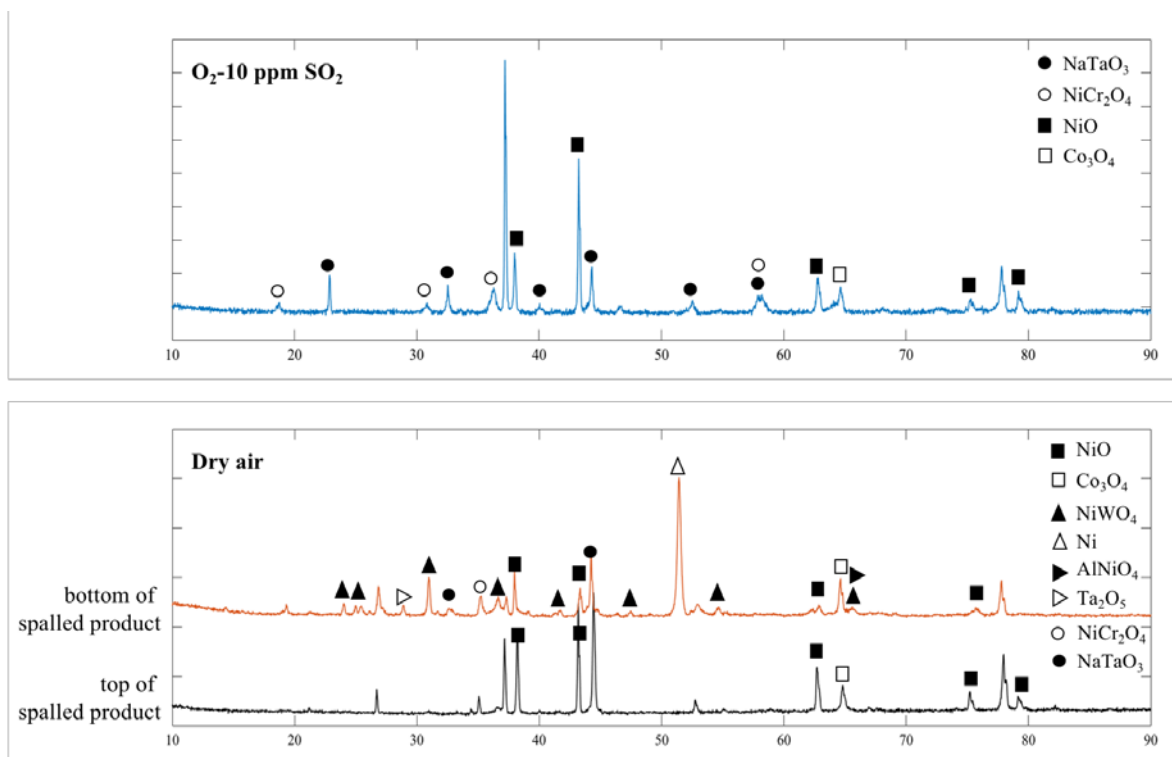 O₂-10 ppm SO₂
NaTaO₃
NiCr₂O₄
NiO
Co₃O₄
10 20 30 40 50 60 70 80 90
Dry air
NiO
Co₃O₄
NiWO₄
Ni
AlNiO₄
Ta₂O₅
NiCr₂O₄
NaTaO₃
bottom of
spalled product
top of
spalled product
10 20 30 40 50 60 70 80 90